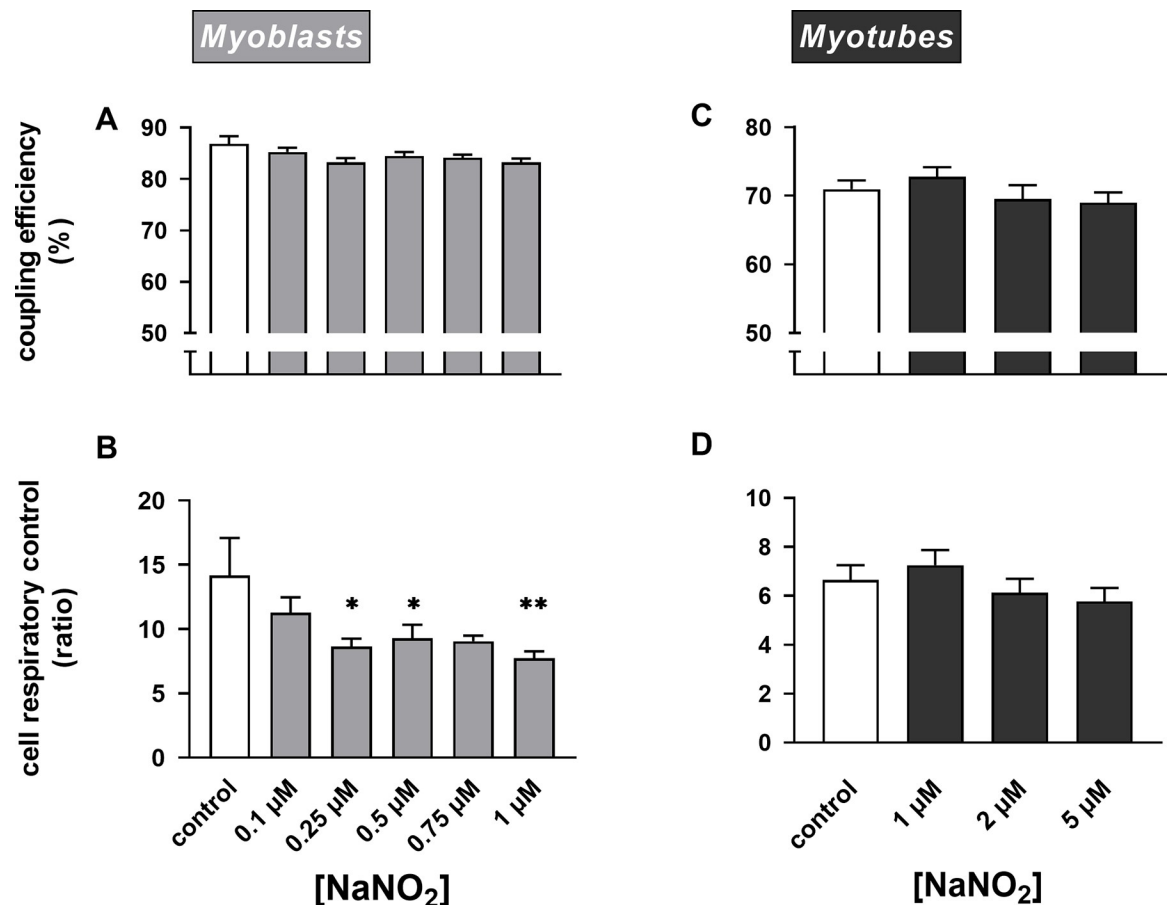 Myoblasts
Myotubes
A
coupling efficiency
(%)
90
80
70
60
50
C
80
70
60
50
B
cell respiratory control
(ratio)
20
15
10
5
0
*
*
**
control
0.1 µM
0.25 µM
0.5 µM
0.75 µM
1 µM
[NaNO₂]
D
10
8
6
4
2
0
control
1 µM
2 µM
5 µM
[NaNO₂]